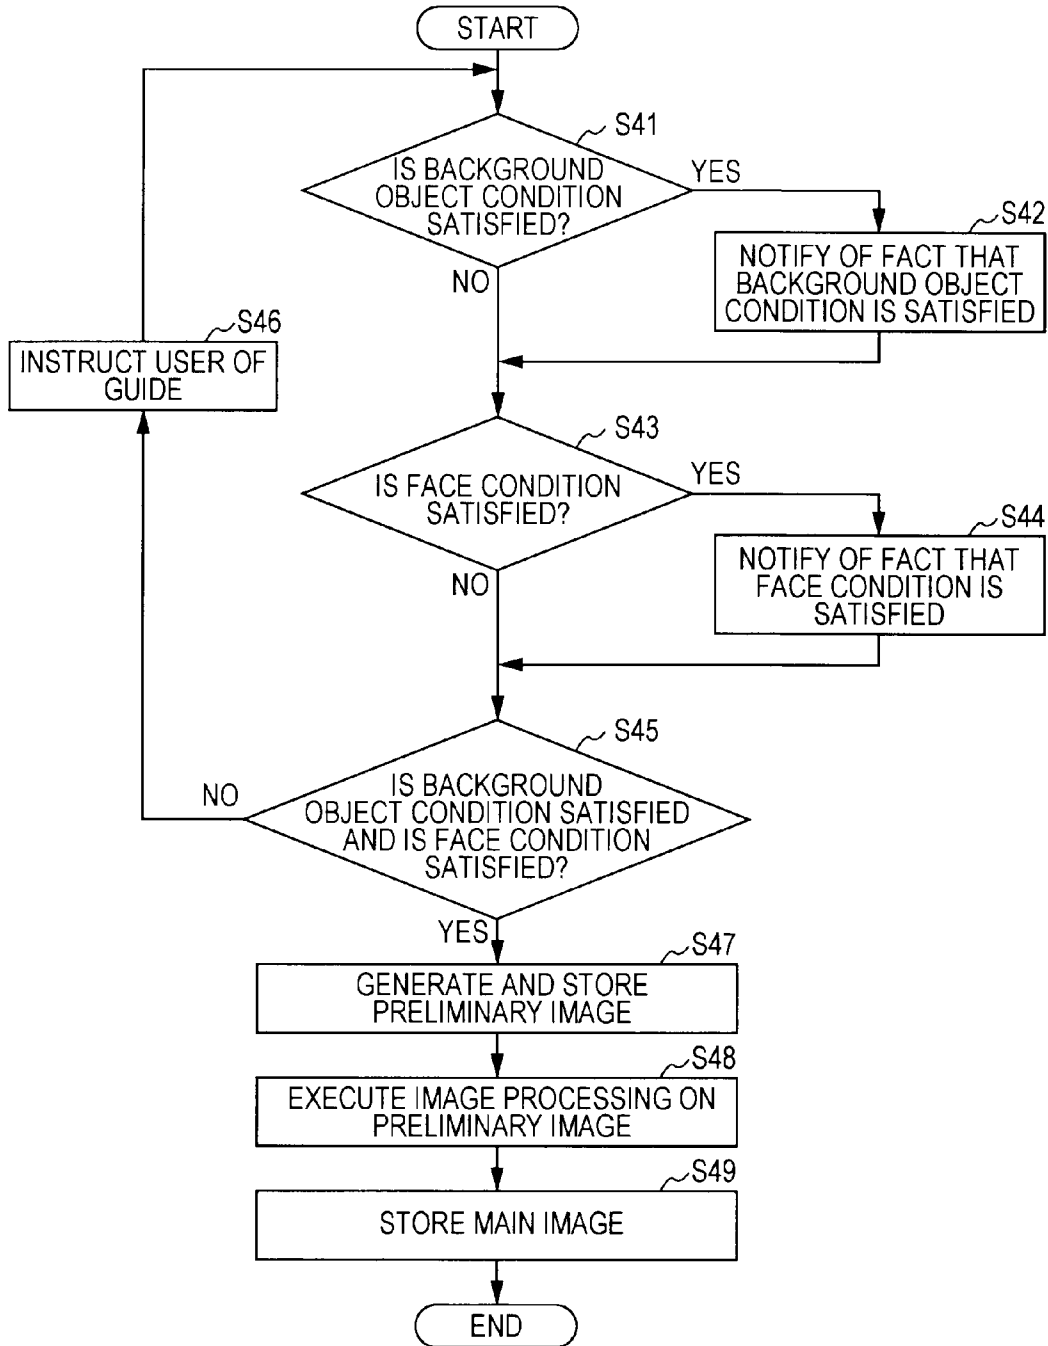 START
S41
IS BACKGROUND
OBJECT CONDITION
SATISFIED?
YES
NO
S42
NOTIFY OF FACT THAT
BACKGROUND OBJECT
CONDITION IS SATISFIED
S46
INSTRUCT USER OF
GUIDE
S43
IS FACE CONDITION
SATISFIED?
YES
NO
S44
NOTIFY OF FACT THAT
FACE CONDITION IS
SATISFIED
S45
IS BACKGROUND
OBJECT CONDITION SATISFIED
AND IS FACE CONDITION
SATISFIED?
NO
YES
S47
GENERATE AND STORE
PRELIMINARY IMAGE
S48
EXECUTE IMAGE PROCESSING ON
PRELIMINARY IMAGE
S49
STORE MAIN IMAGE
END